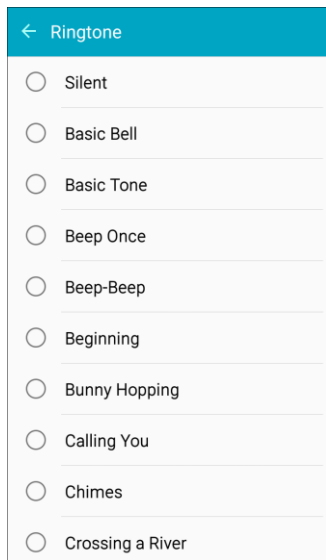 Ringtone
Silent
Basic Bell
Basic Tone
Beep Once
Beep-Beep
Beginning
Bunny Hopping
Calling You
Chimes
Crossing a River